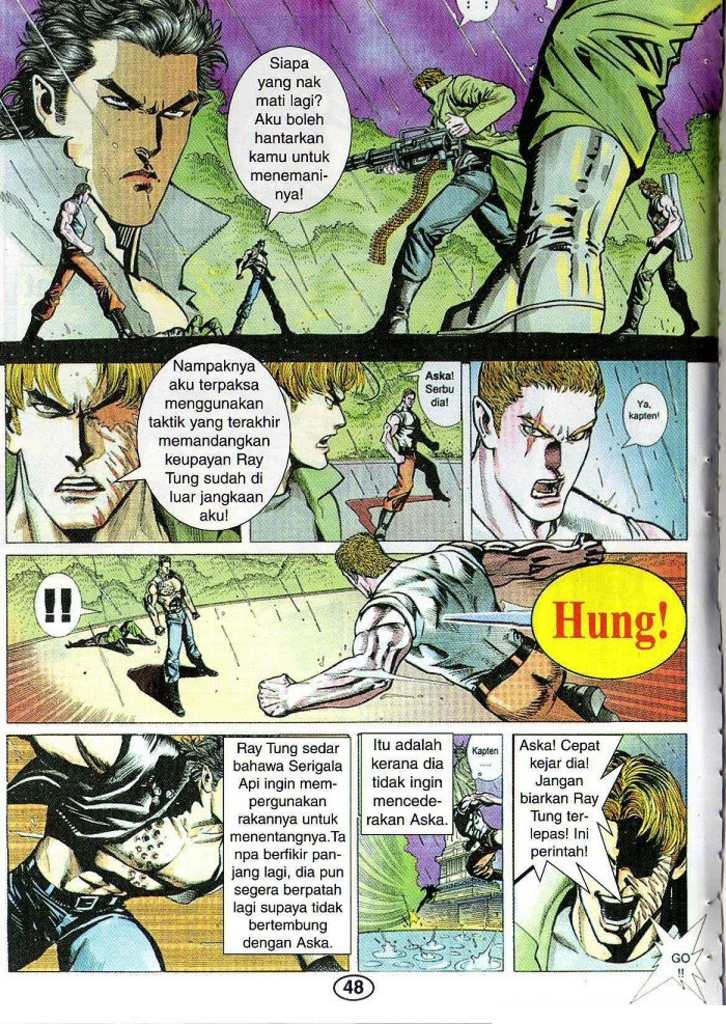 Siapa
yang nak
mati lagi?
Aku boleh
hantarkan
kamu untuk
menemani-
nya!
Nampaknya
aku terpaksa
menggunakan
taktik yang terakhir
memandangkan
keupayan Ray
Tung sudah di
luar jangkaan
aku!
Aska!
Serbu
dia!
Ya,
kapten!
!!
Hung!
Ray Tung sedar
bahawa Serigala
Api ingin mem-
pergunakan
rakannya untuk
menentangnya.Ta
npa berfikir pan-
jang lagi, dia pun
segera berpatah
lagi supaya tidak
bertembung
dengan Aska.
Itu adalah
kerana dia
tidak ingin
mencede-
rakan Aska.
Kapten
Aska! Cepat
kejar dia!
Jangan
biarkan Ray
Tung ter-
lepas! Ini
perintah!
GO
!!
48